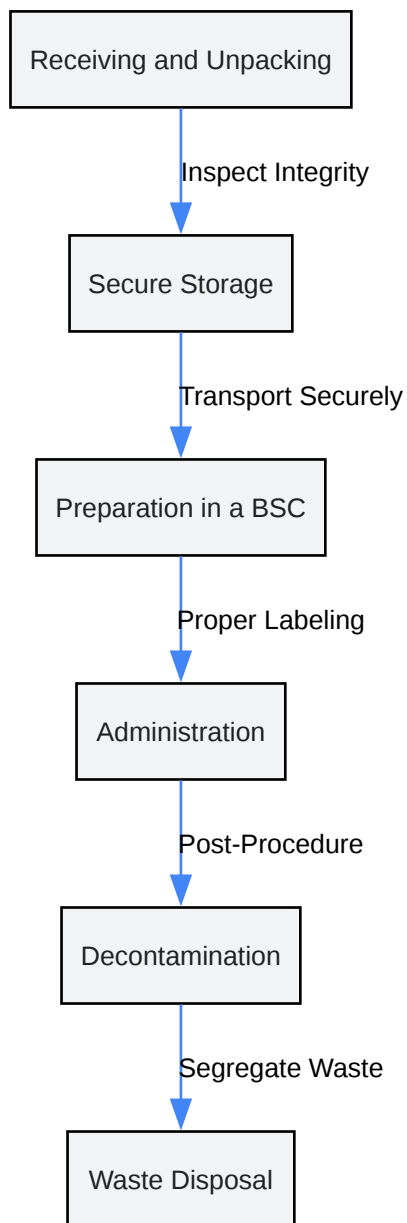 Receiving and Unpacking
Inspect Integrity
Secure Storage
Transport Securely
Preparation in a BSC
Proper Labeling
Administration
Post-Procedure
Decontamination
Segregate Waste
Waste Disposal